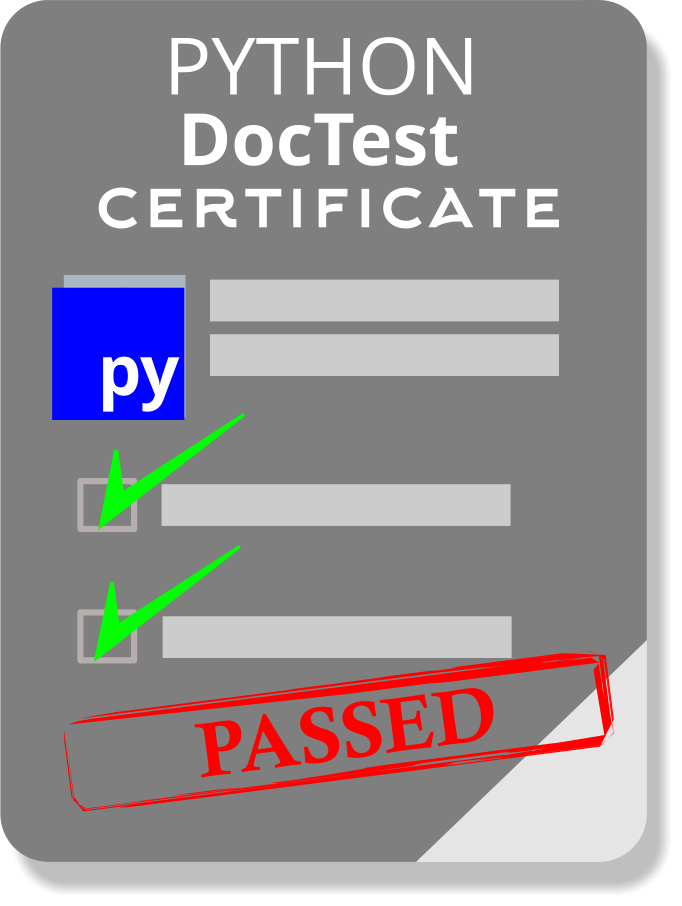 PYTHON
DocTest
CERTIFICATE
py
PASSED